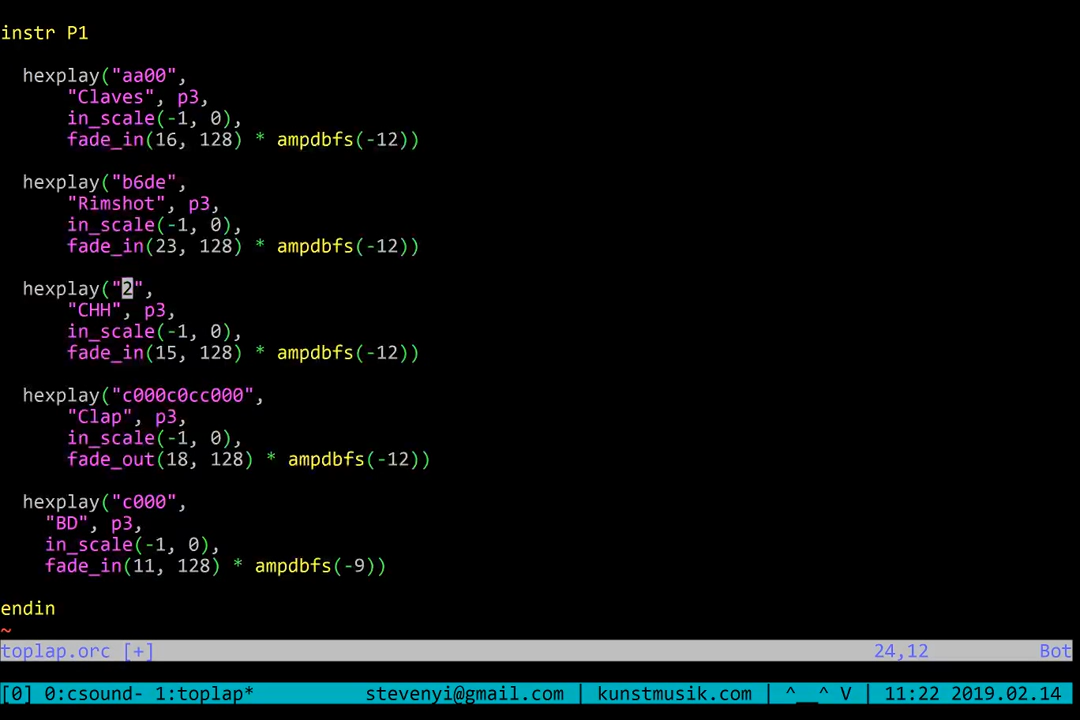 instr P1
hexplay("aa00",
"Claves", p3,
in_scale(-1, 0),
fade_in(16, 128) * ampdbfs(-12))
hexplay("b6de",
"Rimshot", p3,
in_scale(-1, 0),
fade_in(23, 128) * ampdbfs(-12))
hexplay("2",
"CHH", p3,
in_scale(-1, 0),
fade_in(15, 128) * ampdbfs(-12))
hexplay("c000c0cc000",
"Clap", p3,
in_scale(-1, 0),
fade_out(18, 128) * ampdbfs(-12))
hexplay("c000",
"BD", p3,
in_scale(-1, 0),
fade_in(11, 128) * ampdbfs(-9))
endin
~
toplap.orc [+] 24,12 Bot
[0] 0:csound- 1:toplap* stevenyi@gmail.com | kunstmusik.com | ^__^ V | 11:22 2019.02.14